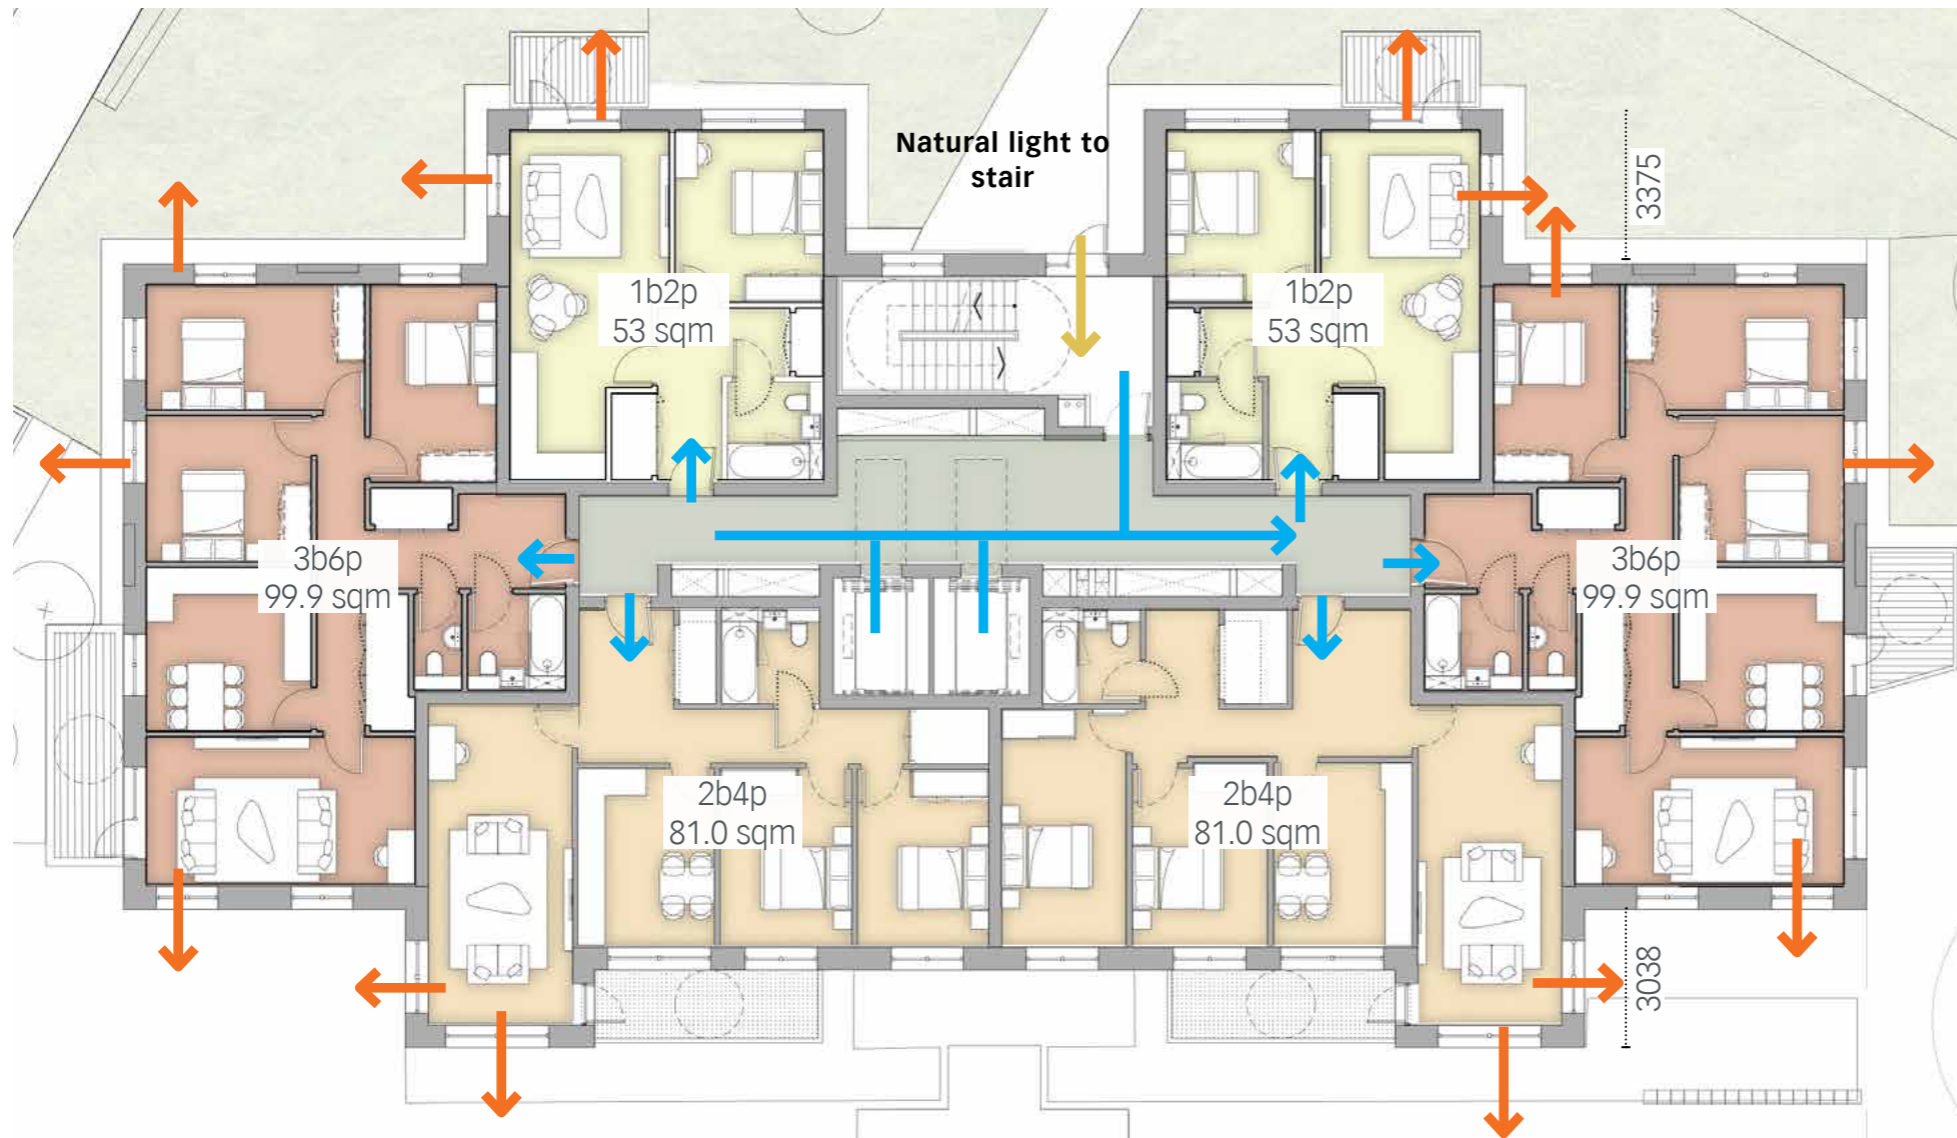 Natural light to
stair
3375
1b2p
53 sqm
1b2p
53 sqm
3b6p
99.9 sqm
3b6p
99.9 sqm
2b4p
81.0 sqm
2b4p
81.0 sqm
3038